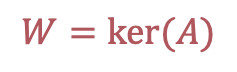 W = ker(A)